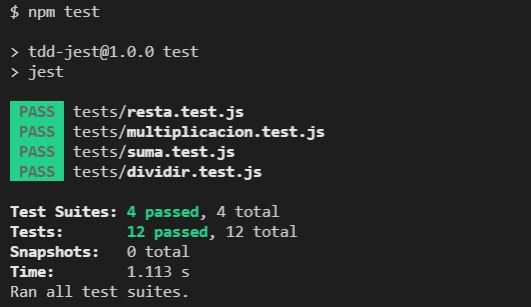 $ npm test
> tdd-jest@1.0.0 test
> jest
PASS tests/resta.test.js
PASS tests/multiplicacion.test.js
PASS tests/suma.test.js
PASS tests/dividir.test.js
Test Suites: 4 passed, 4 total
Tests: 12 passed, 12 total
Snapshots: 0 total
Time: 1.113 s
Ran all test suites.